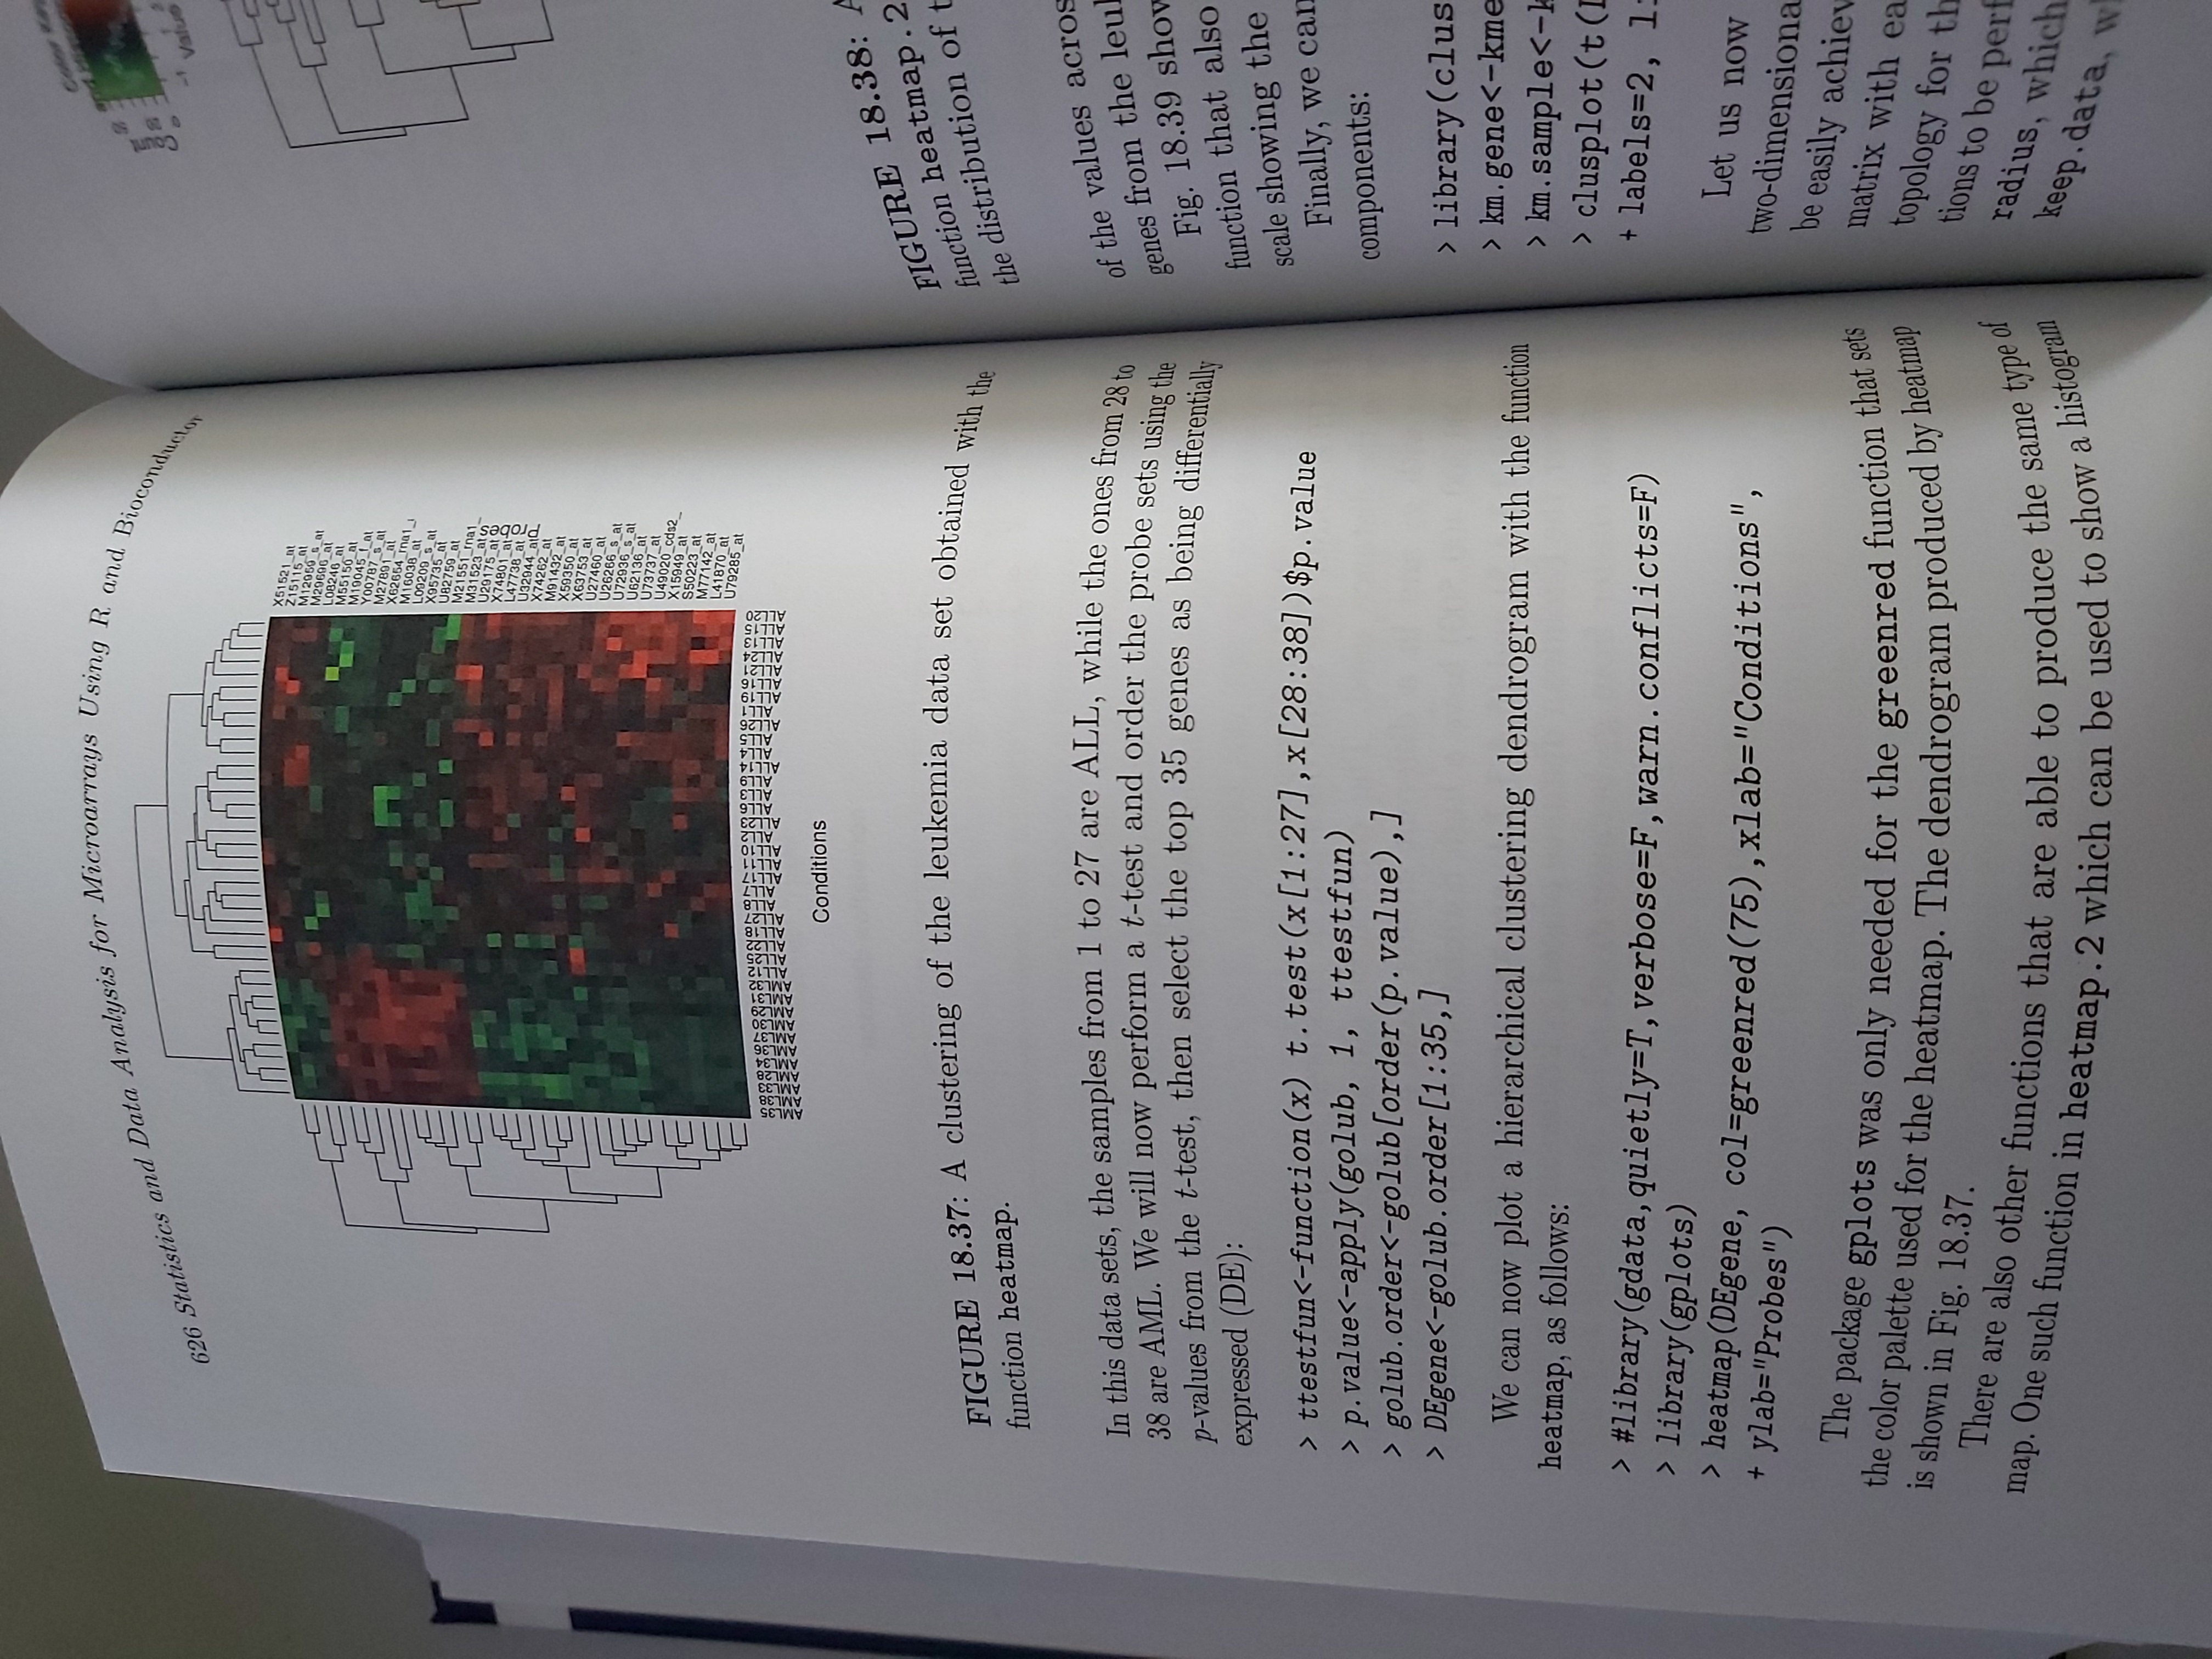 626 Statistics and Data Analysis for Microarrays Using R and Bioconductor
X51521_at
Z15115_at
M12959_s_at
M29696_at
L08246_at
M55150_at
M19045_f_at
Y00787_s_at
M27891_at
X62654_rna1_
M16038_at
L09209_s_at
X95735_at
U82759_at
M21551_rna1_
M31523_at
U29175_at
X74801_at
L47738_at
U32944_at
X74262_at
M91432_at
X59350_at
X63753_at
U27460_at
U26266_s_at
U72936_s_at
U62136_at
U73737_at
U49020_cds2_
X15949_at
S50223_at
M77142_at
L41870_at
U79285_at
Probes
AML35
AML38
AML33
AML28
AML34
AML36
AML37
AML30
AML29
AML31
AML32
ALL12
ALL25
ALL22
ALL18
ALL27
ALL8
ALL7
ALL17
ALL11
ALL10
ALL2
ALL23
ALL6
ALL3
ALL9
ALL14
ALL4
ALL5
ALL26
ALL1
ALL19
ALL16
ALL21
ALL24
ALL13
ALL15
ALL20
Conditions
FIGURE 18.37: A clustering of the leukemia data set obtained with the
function heatmap.
In this data sets, the samples from 1 to 27 are ALL, while the ones from 28 to
38 are AML. We will now perform a t-test and order the probe sets using the
p-values from the t-test, then select the top 35 genes as being differentially
expressed (DE):
> ttestfun<-function(x) t.test(x[1:27],x[28:38])$p.value
> p.value<-apply(golub, 1, ttestfun)
> golub.order<-golub[order(p.value),]
> DEgene<-golub.order[1:35,]
We can now plot a hierarchical clustering dendrogram with the function
heatmap, as follows:
> #library(gdata,quietly=T,verbose=F,warn.conflicts=F)
> library(gplots)
> heatmap(DEgene, col=greenred(75),xlab="Conditions",
+ ylab="Probes")
The package gplots was only needed for the greenred function that sets
the color palette used for the heatmap. The dendrogram produced by heatmap
is shown in Fig. 18.37.
There are also other functions that are able to produce the same type of
map. One such function in heatmap.2 which can be used to show a histogram
Color Key
Count
Value
FIGURE 18.38: A
function heatmap.2
the distribution of t
of the values acros
genes from the leu
Fig. 18.39 show
function that also
scale showing the
Finally, we can
components:
> library(clus
> km.gene<-kme
> km.sample<-k
> clusplot(t(
+ labels=2, li
Let us now
two-dimensiona
be easily achiev
matrix with ea
topology for th
tions to be perf
radius, which
keep.data, w